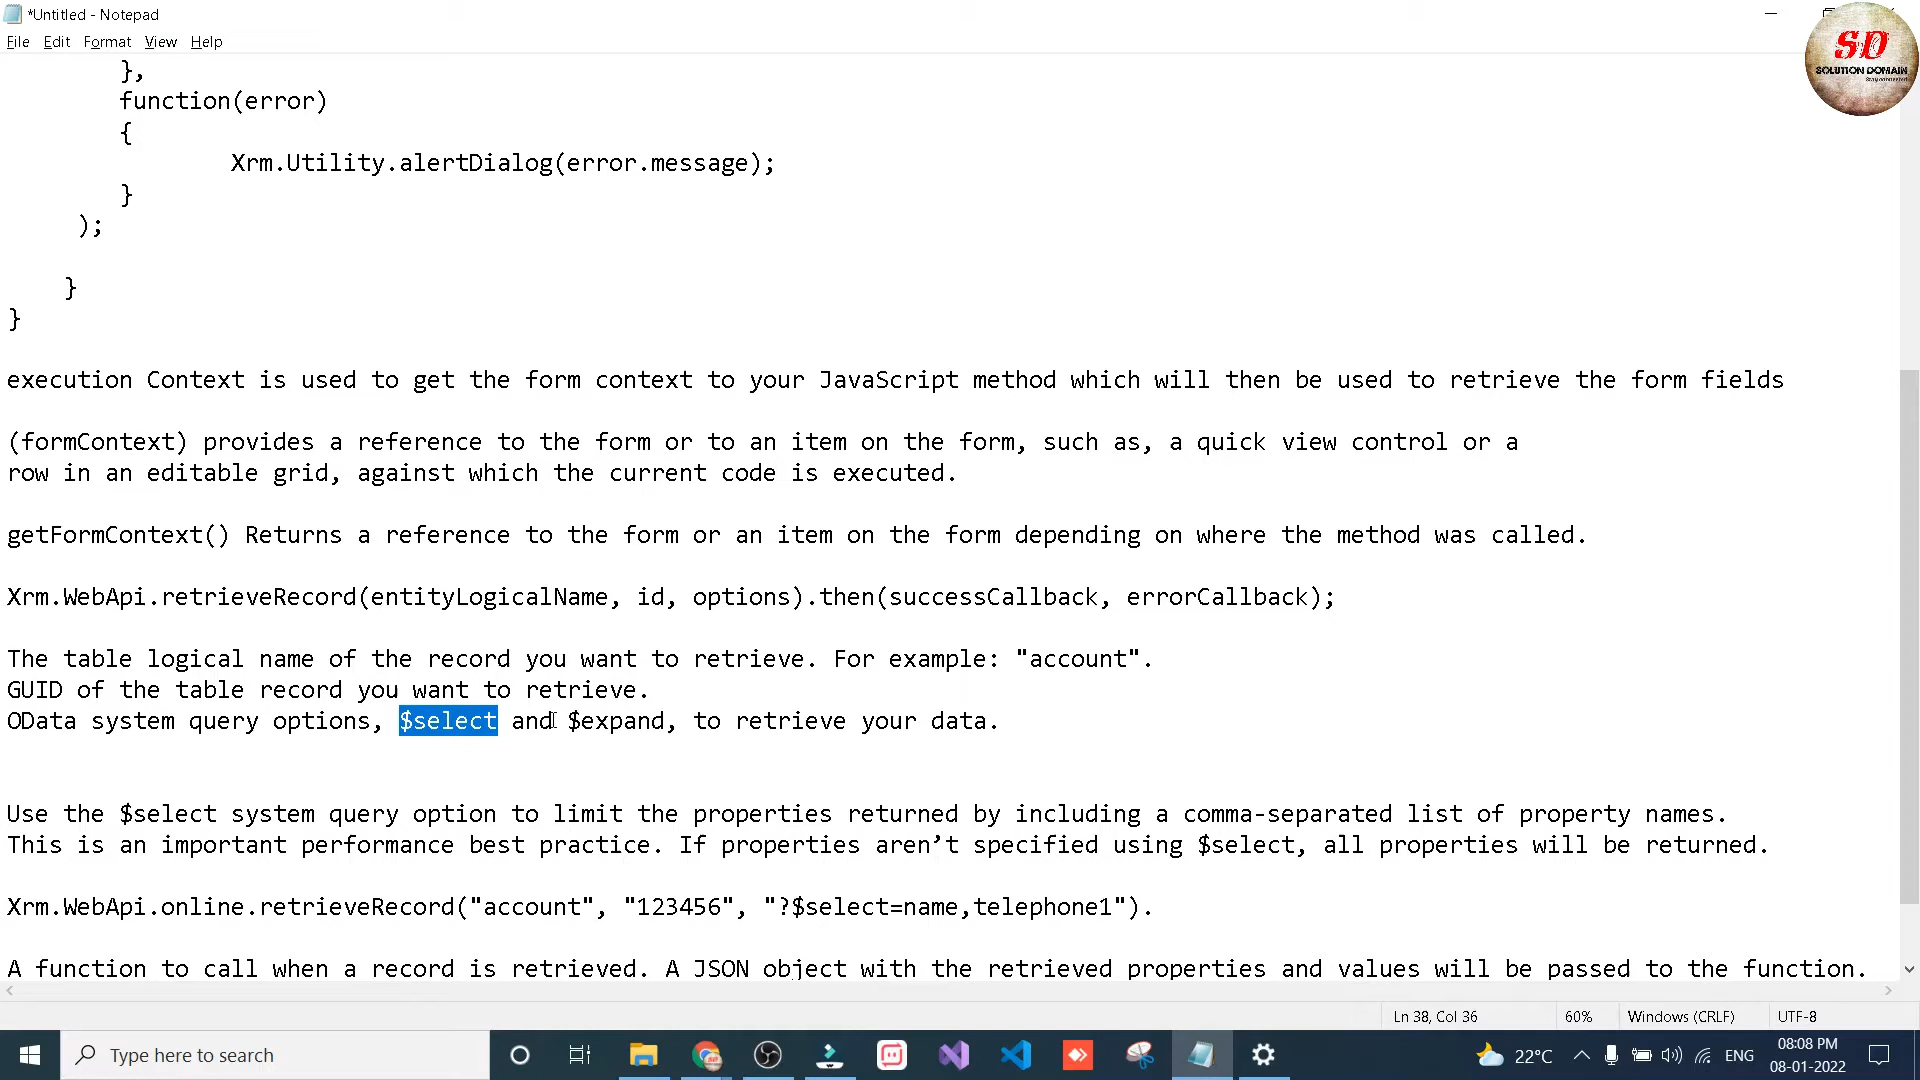 *Untitled - Notepad
File Edit Format View Help
SD
SOLUTION DOMAIN
},
function(error)
{
Xrm.Utility.alertDialog(error.message);
}
);
}
}
execution Context is used to get the form context to your JavaScript method which will then be used to retrieve the form fields
(formContext) provides a reference to the form or to an item on the form, such as, a quick view control or a
row in an editable grid, against which the current code is executed.
getFormContext() Returns a reference to the form or an item on the form depending on where the method was called.
Xrm.WebApi.retrieveRecord(entityLogicalName, id, options).then(successCallback, errorCallback);
The table logical name of the record you want to retrieve. For example: "account".
GUID of the table record you want to retrieve.
OData system query options, $select and $expand, to retrieve your data.
Use the $select system query option to limit the properties returned by including a comma-separated list of property names.
This is an important performance best practice. If properties aren’t specified using $select, all properties will be returned.
Xrm.WebApi.online.retrieveRecord("account", "123456", "?$select=name,telephone1").
A function to call when a record is retrieved. A JSON object with the retrieved properties and values will be passed to the function.
Ln 38, Col 36 60% Windows (CRLF) UTF-8
Type here to search
22°C ENG 08:08 PM
08-01-2022